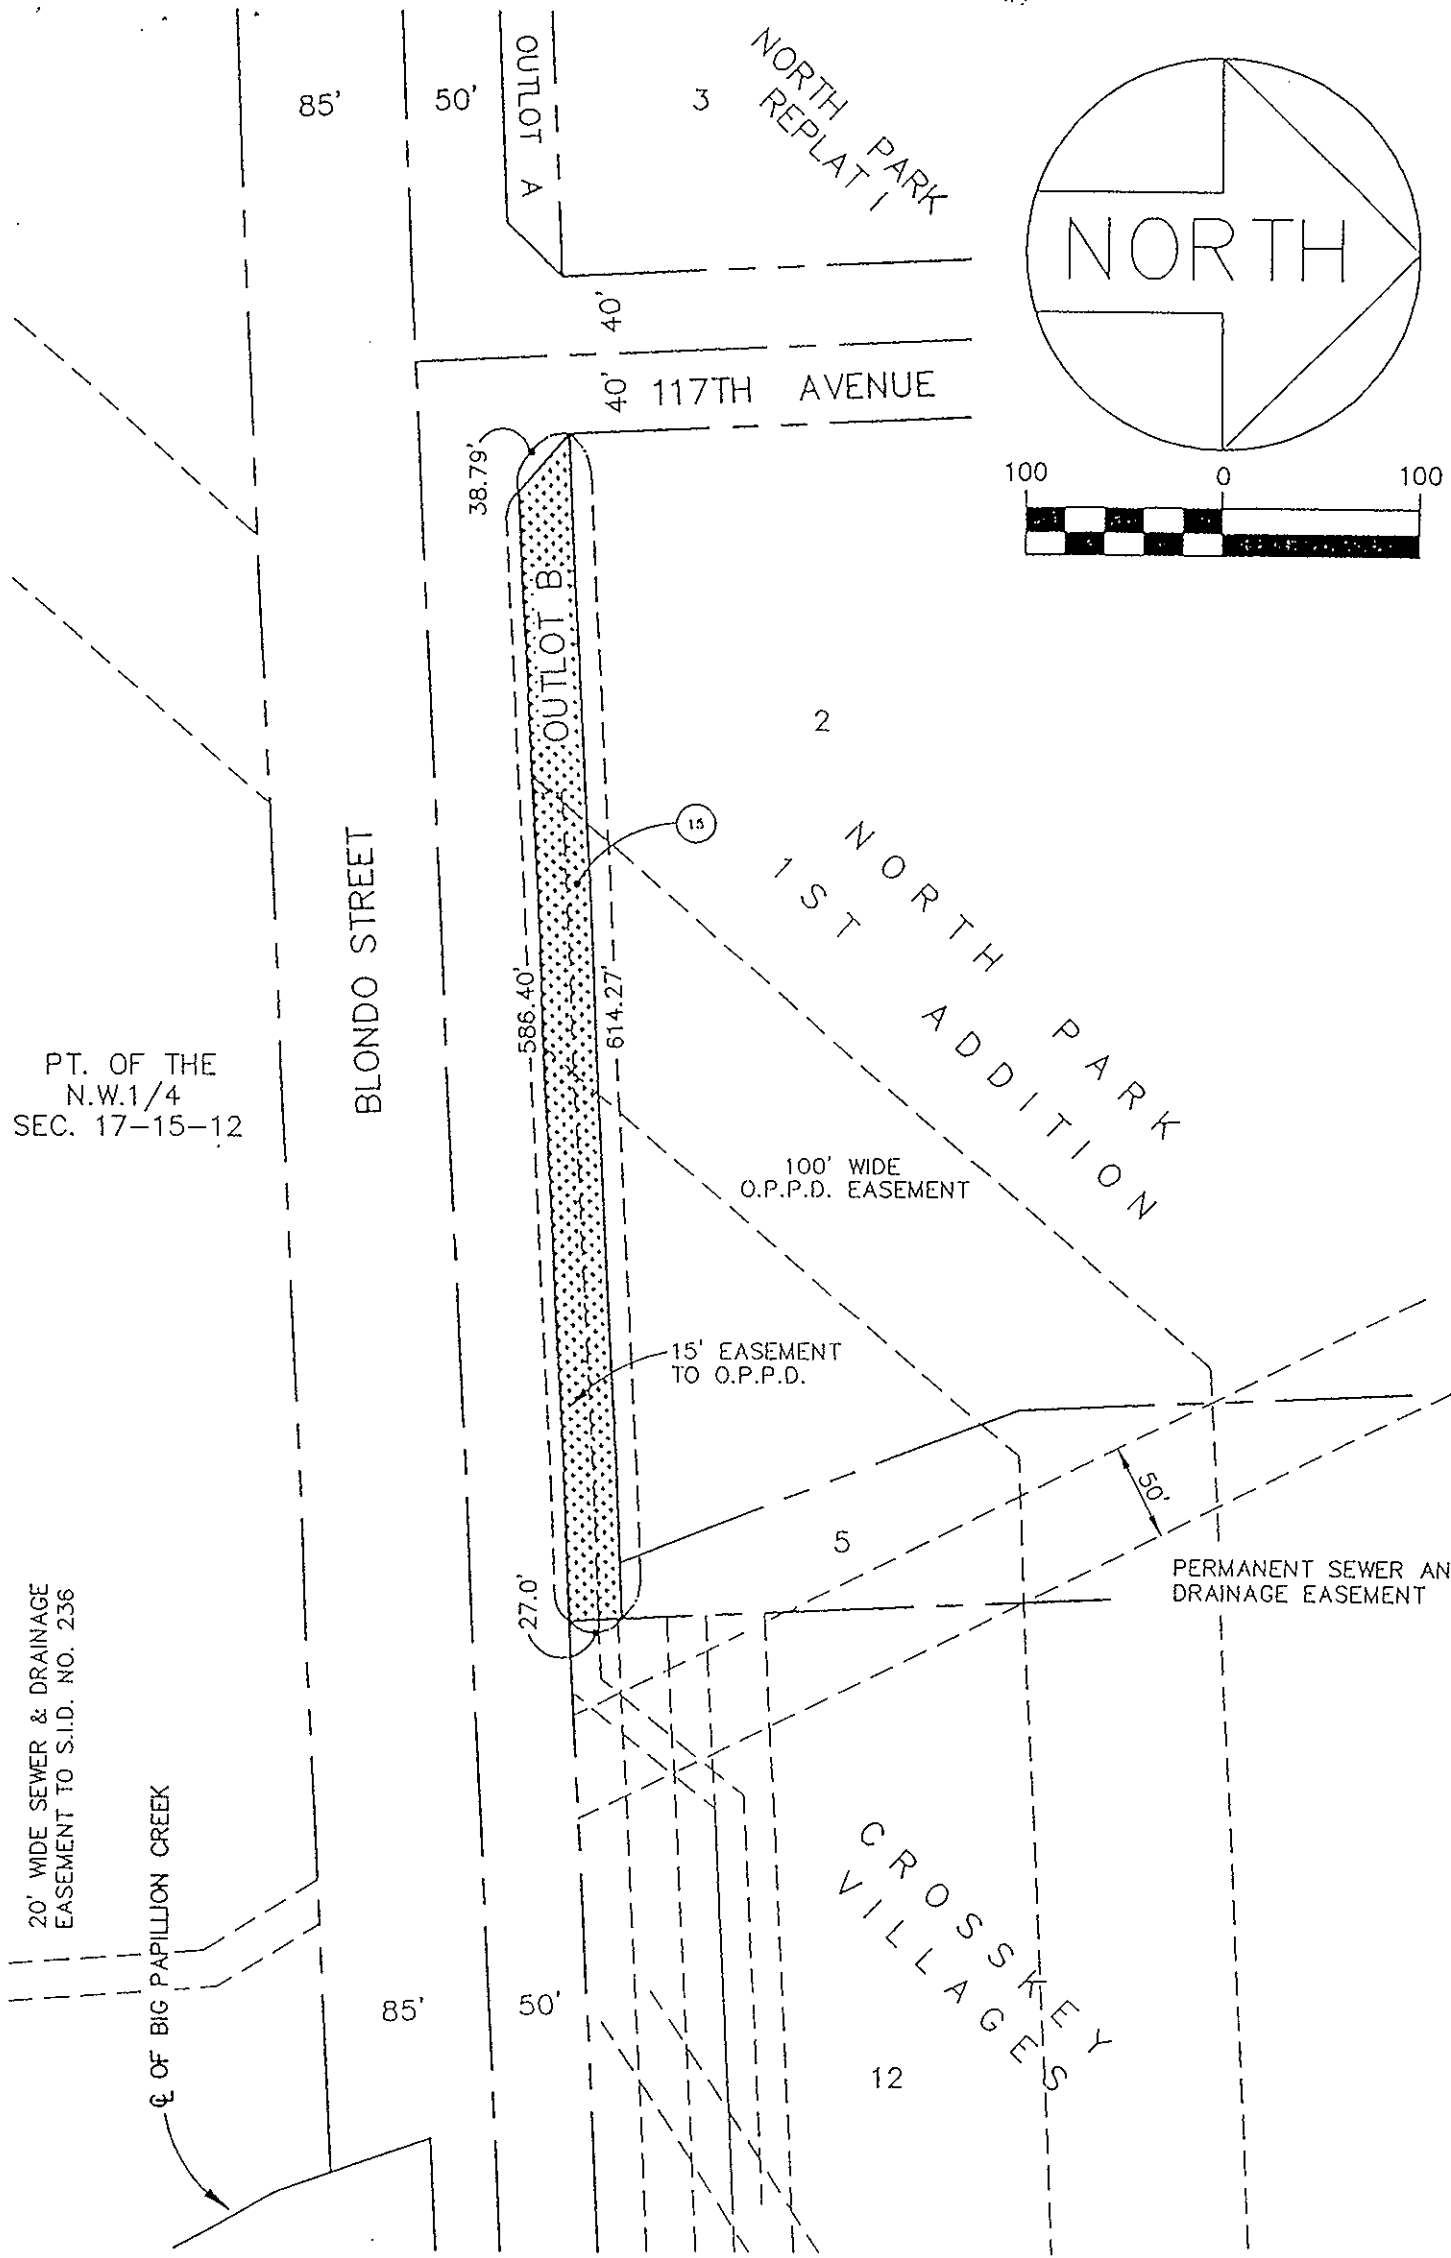 85'
50'
OUTLOT A
3
NORTH PARK
REPLAT 1
NORTH
40'
40'
117TH AVENUE
100
0
100
38.79'
OUTLOT B
2
15
NORTH PARK
1ST ADDITION
BLONDO STREET
586.40'
614.27'
PT. OF THE
N.W.1/4
SEC. 17-15-12
100' WIDE
O.P.P.D. EASEMENT
15' EASEMENT
TO O.P.P.D.
50'
5
PERMANENT SEWER AN
DRAINAGE EASEMENT
27.0'
20' WIDE SEWER & DRAINAGE
EASEMENT TO S.I.D. NO. 236
℄ OF BIG PAPILLION CREEK
CROSSKEY
VILLAGES
85'
50'
12